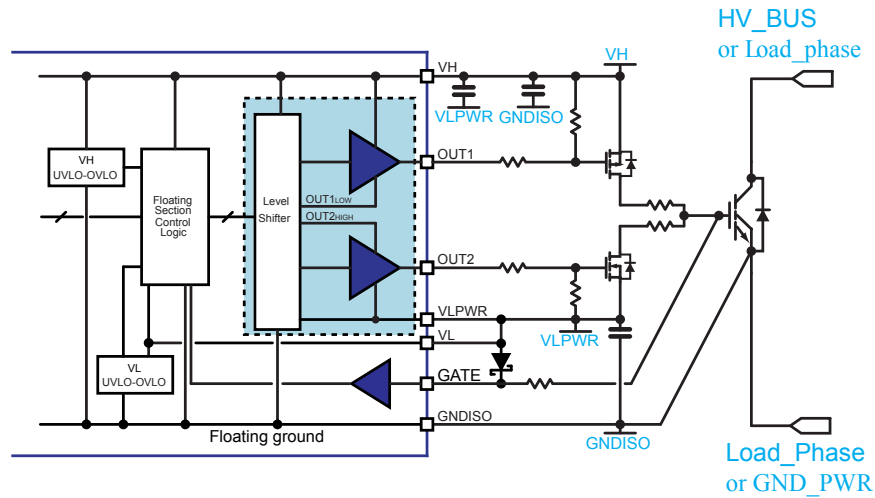 HV_BUS
or Load_phase
VH
VH
VLPWR
GNDISO
VH
UVLO-OVLO
OUT1
Floating
Section
Control
Logic
Level
Shifter
OUT1LOW
OUT2HIGH
OUT2
VLPWR
VL
VLPWR
VL
UVLO-OVLO
GATE
GNDISO
Floating ground
GNDISO
Load_Phase
or GND_PWR